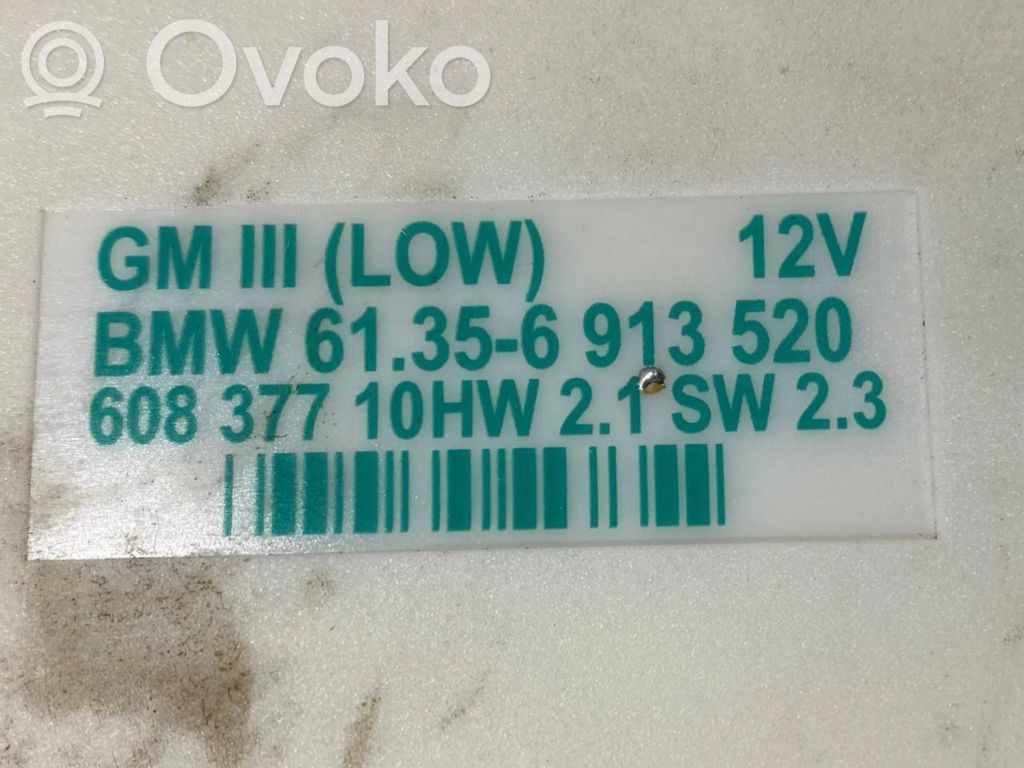 Ovoko
GM III (LOW) 12V
BMW 61.35-6 913 520
608 377 10HW 2.1 SW 2.3